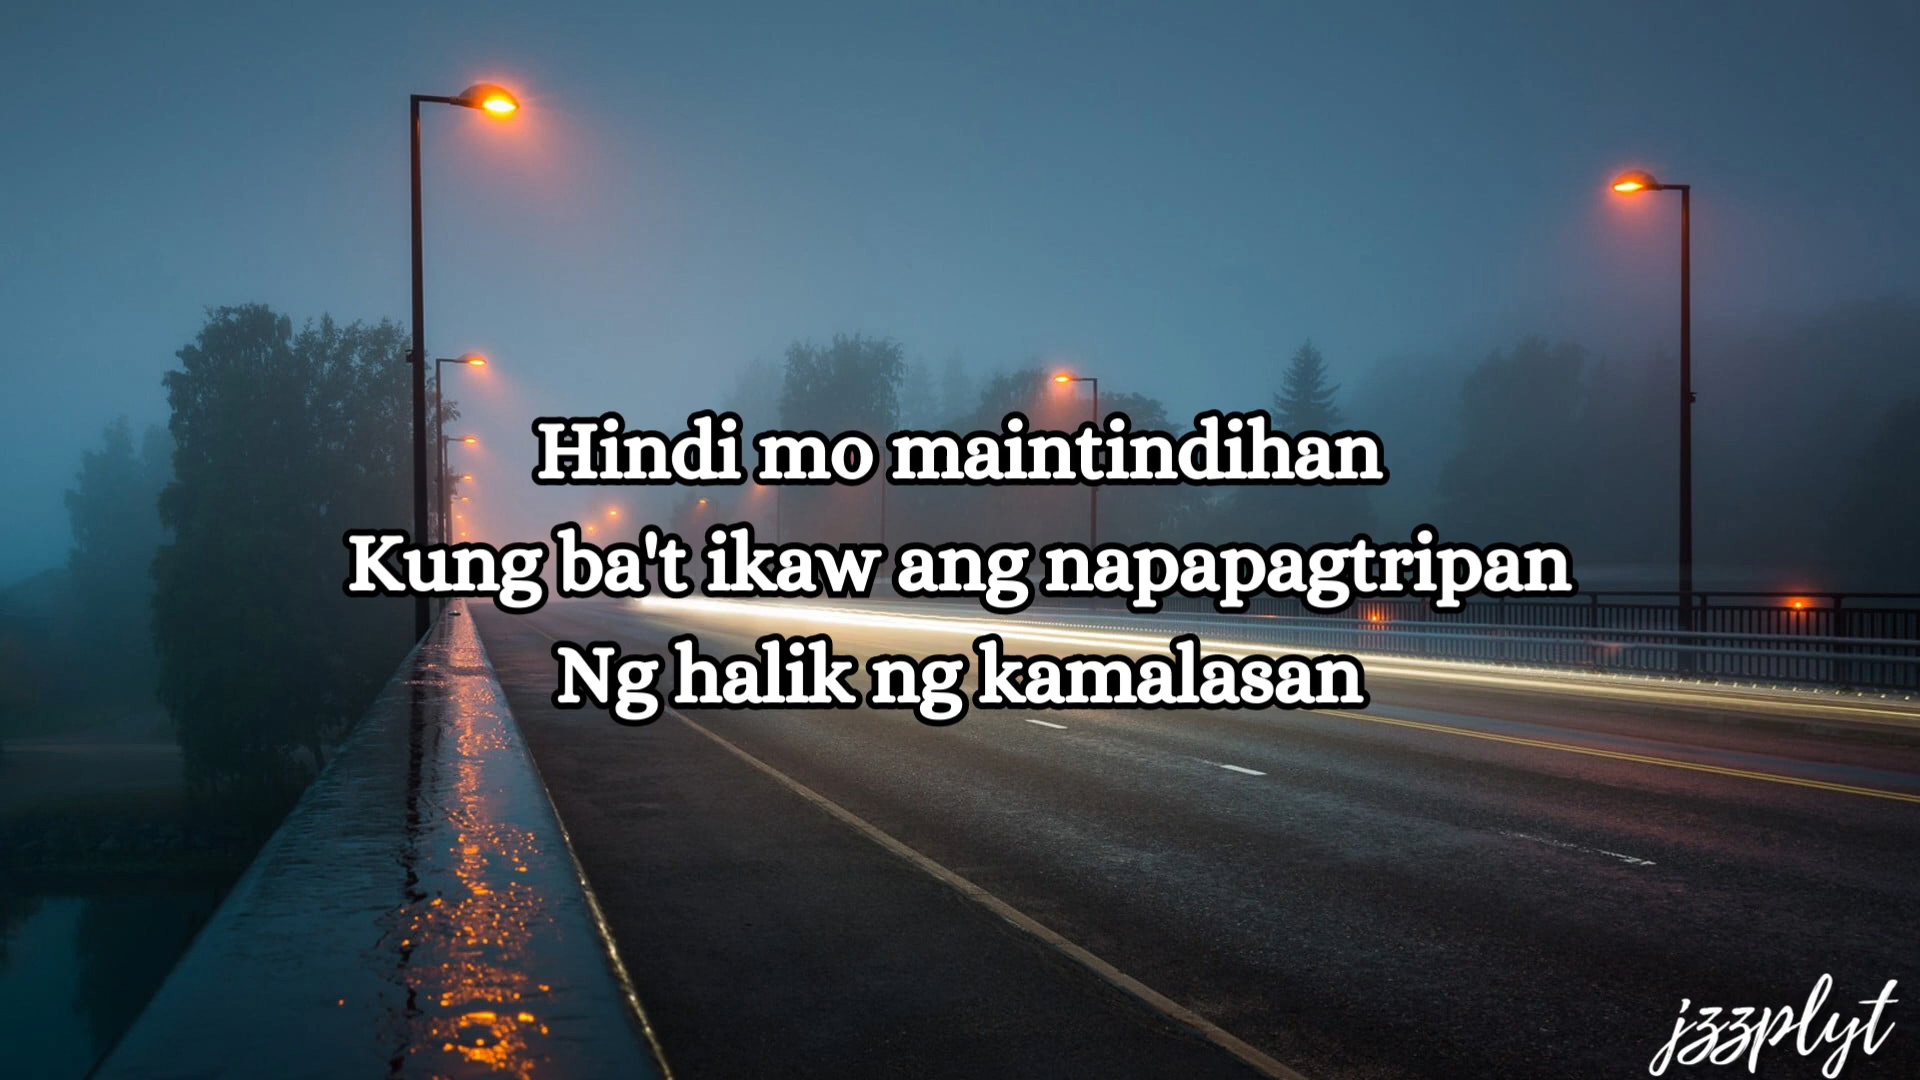 Hindi mo maintindihan
Kung ba't ikaw ang napapagtripan
Ng halik ng kamalasan
jzzplyt